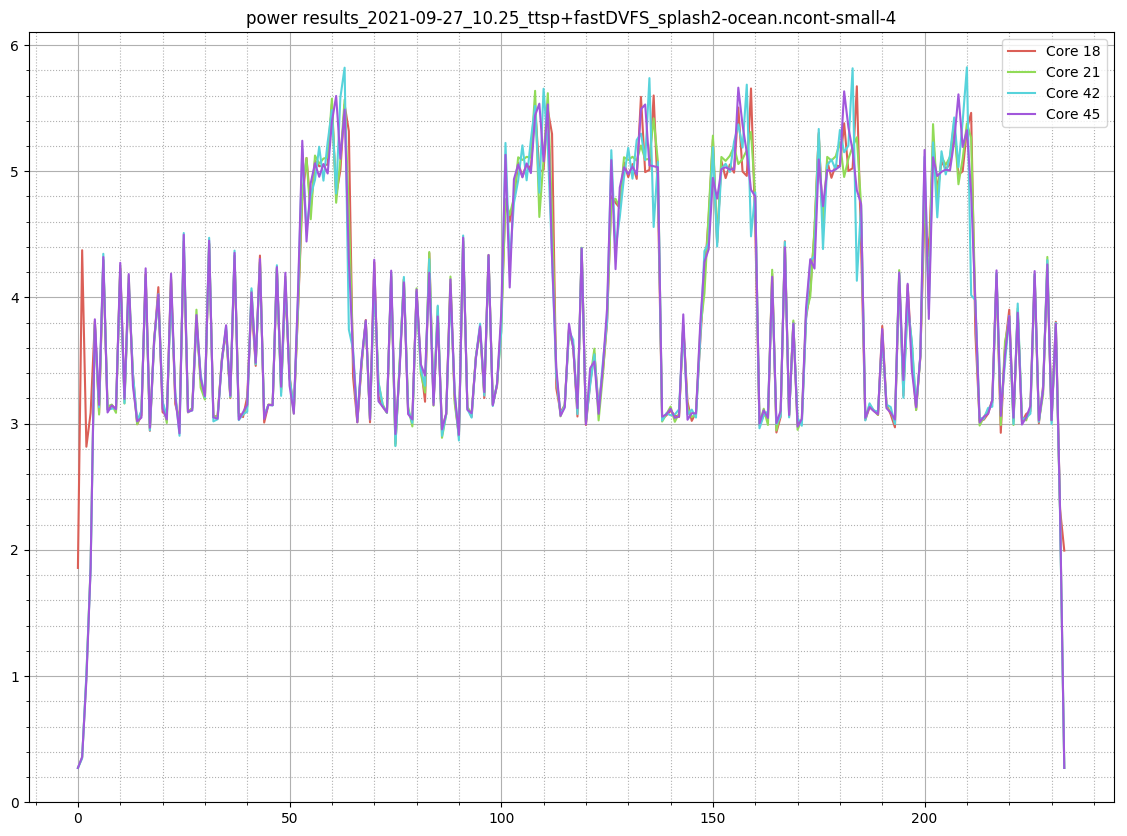 power results_2021-09-27_10.25_ttsp+fastDVFS_splash2-ocean.ncont-small-4
Core 18
Core 21
Core 42
Core 45
6
5
4
3
2
1
0
0 50 100 150 200